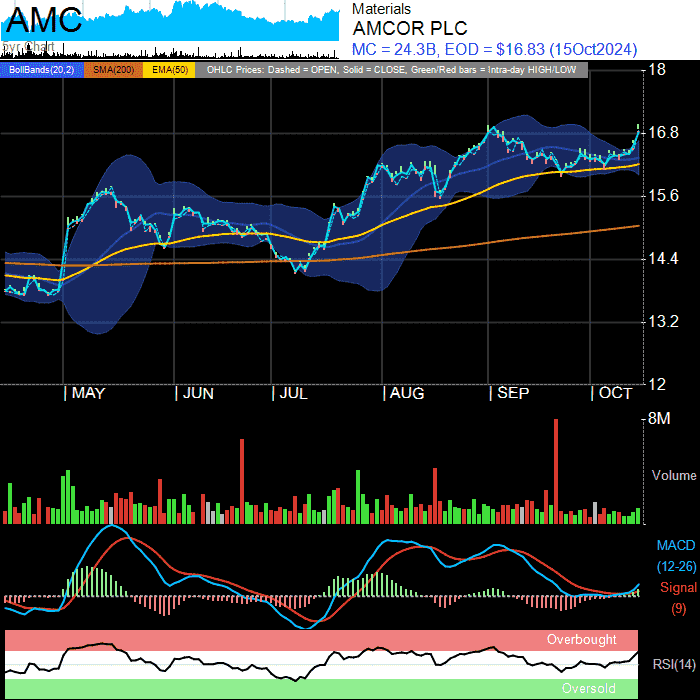 AMC
5yr Chart
Materials
AMCOR PLC
MC = 24.3B, EOD = $16.83 (15Oct2024)
BollBands(20,2) SMA(200) EMA(50) OHLC Prices: Dashed = OPEN, Solid = CLOSE, Green/Red bars = Intra-day HIGH/LOW
18
16.8
15.6
14.4
13.2
12
| MAY | JUN | JUL | AUG | SEP | OCT
8M
Volume
MACD
(12-26)
Signal
(9)
Overbought
RSI(14)
Oversold